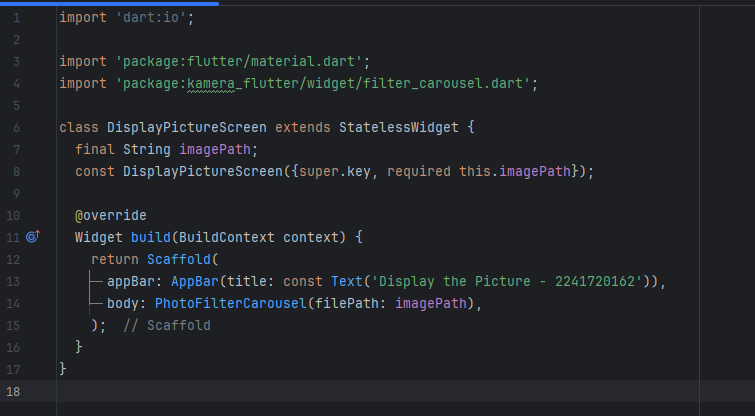 1 import 'dart:io';
2
3 import 'package:flutter/material.dart';
4 import 'package:kamera_flutter/widget/filter_carousel.dart';
5
6 class DisplayPictureScreen extends StatelessWidget {
7   final String imagePath;
8   const DisplayPictureScreen({super.key, required this.imagePath});
9
10   @override
11   Widget build(BuildContext context) {
12     return Scaffold(
13       appBar: AppBar(title: const Text('Display the Picture - 2241720162')),
14       body: PhotoFilterCarousel(filePath: imagePath),
15     );  // Scaffold
16   }
17 }
18